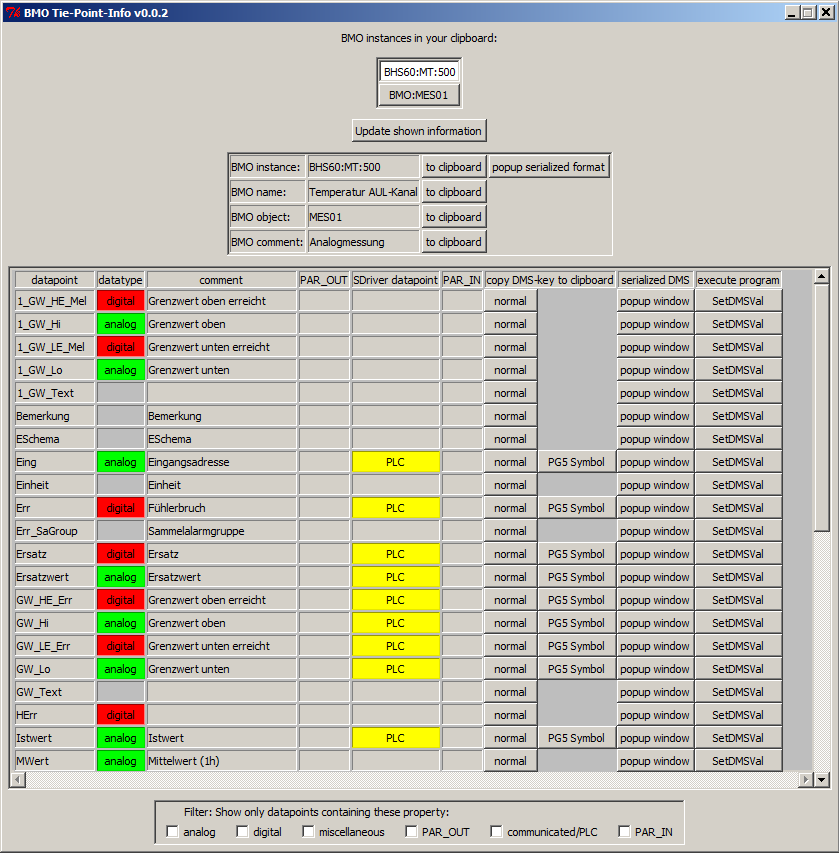 BMO Tie-Point-Info v0.0.2
BMO instances in your clipboard:
BHS60:MT:500
BMO:MES01
Update shown information
BMO instance: BHS60:MT:500 to clipboard popup serialized format
BMO name: Temperatur AUL-Kanal to clipboard
BMO object: MES01 to clipboard
BMO comment: Analogmessung to clipboard
datapoint datatype comment PAR_OUT SDriver datapoint PAR_IN copy DMS-key to clipboard serialized DMS execute program
1_GW_HE_Mel digital Grenzwert oben erreicht normal popup window SetDMSVal
1_GW_Hi analog Grenzwert oben normal popup window SetDMSVal
1_GW_LE_Mel digital Grenzwert unten erreicht normal popup window SetDMSVal
1_GW_Lo analog Grenzwert unten normal popup window SetDMSVal
1_GW_Text normal popup window SetDMSVal
Bemerkung Bemerkung normal popup window SetDMSVal
ESchema ESchema normal popup window SetDMSVal
Eing analog Eingangsadresse PLC normal PG5 Symbol popup window SetDMSVal
Einheit Einheit normal popup window SetDMSVal
Err digital Fühlerbruch PLC normal PG5 Symbol popup window SetDMSVal
Err_SaGroup Sammelalarmgruppe normal popup window SetDMSVal
Ersatz digital Ersatz PLC normal PG5 Symbol popup window SetDMSVal
Ersatzwert analog Ersatzwert PLC normal PG5 Symbol popup window SetDMSVal
GW_HE_Err digital Grenzwert oben erreicht PLC normal PG5 Symbol popup window SetDMSVal
GW_Hi analog Grenzwert oben PLC normal PG5 Symbol popup window SetDMSVal
GW_LE_Err digital Grenzwert unten erreicht PLC normal PG5 Symbol popup window SetDMSVal
GW_Lo analog Grenzwert unten PLC normal PG5 Symbol popup window SetDMSVal
GW_Text normal popup window SetDMSVal
HErr digital normal popup window SetDMSVal
Istwert analog Istwert PLC normal PG5 Symbol popup window SetDMSVal
MWert analog Mittelwert (1h) normal popup window SetDMSVal
Filter: Show only datapoints containing these property:
analog digital miscellaneous PAR_OUT communicated/PLC PAR_IN